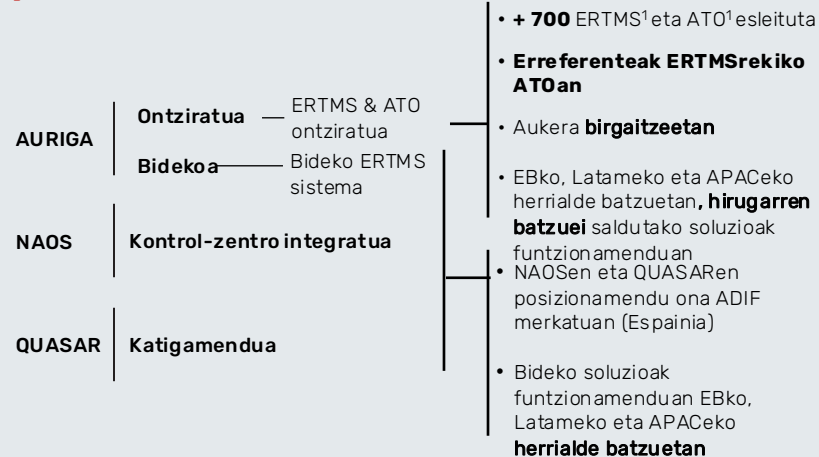 AURIGA
Ontziratua
ERTMS & ATO
ontziratua
Bidekoa
Bideko ERTMS
sistema
NAOS
Kontrol-zentro integratua
QUASAR
Katigamendua
• + 700 ERTMS¹ eta ATO¹ esleituta
• Erreferenteak ERTMSrekiko
ATOan
• Aukera birgaitzeetan
• EBko, Latameko eta APACeko
herrialde batzuetan, hirugarren
batzuei saldutako soluzioak
funtzionamenduan
• NAOSen eta QUASARen
posizionamendu ona ADIF
merkatuan (Espainia)
• Bideko soluzioak
funtzionamenduan EBko,
Latameko eta APACeko
herrialde batzuetan